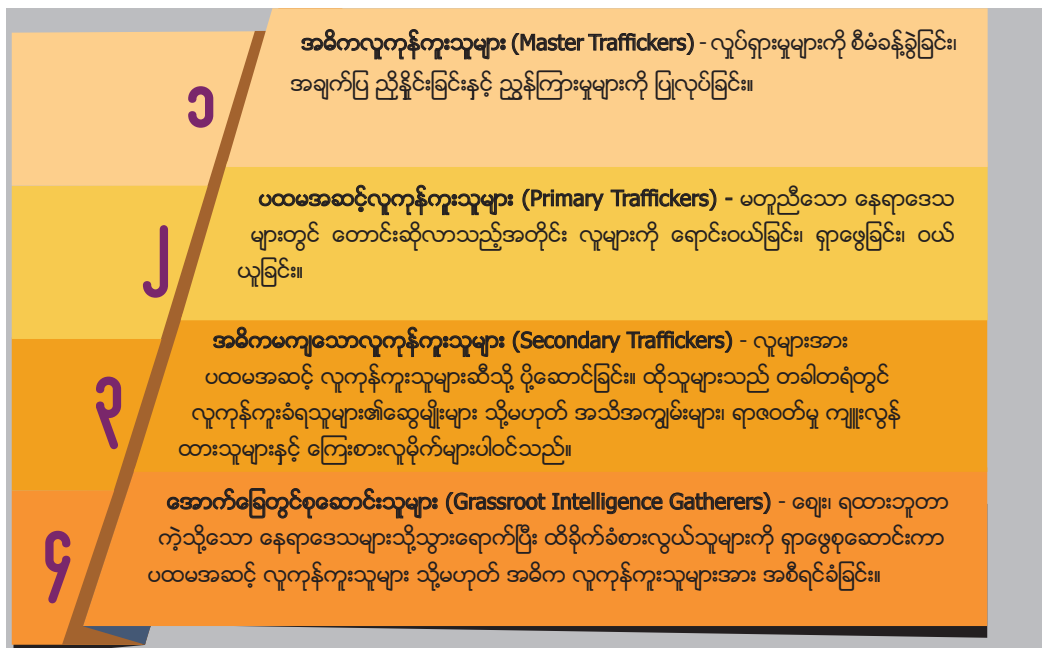 ၁
အဓိကလူကုန်ကူးသူများ (Master Traffickers) - လှုပ်ရှားမှုများကို စီမံခန့်ခွဲခြင်း၊
အချက်ပြ ညှိနှိုင်းခြင်းနှင့် ညွှန်ကြားမှုများကို ပြုလုပ်ခြင်း။
၂
ပထမအဆင့်လူကုန်ကူးသူများ (Primary Traffickers) - မတူညီသော နေရာဒေသ
များတွင် တောင်းဆိုလာသည့်အတိုင်း လူများကို ရောင်းဝယ်ခြင်း၊ ရှာဖွေခြင်း၊ ဝယ်
ယူခြင်း။
၃
အဓိကမကျသောလူကုန်ကူးသူများ (Secondary Traffickers) - လူများအား
ပထမအဆင့် လူကုန်ကူးသူများဆီသို့ ပို့ဆောင်ခြင်း။ ထိုသူများသည် တခါတရံတွင်
လူကုန်ကူးခံရသူများ၏ဆွေမျိုးများ သို့မဟုတ် အသိအကျွမ်းများ၊ ရာဇဝတ်မှု ကျူးလွန်
ထားသူများနှင့် ကြေးစားလူမိုက်များပါဝင်သည်။
၄
အောက်ခြေတွင်စုဆောင်းသူများ (Grassroot Intelligence Gatherers) - ဈေး၊ ရထားဘူတာ
ကဲ့သို့သော နေရာဒေသများသို့သွားရောက်ပြီး ထိခိုက်ခံစားလွယ်သူများကို ရှာဖွေစုဆောင်းကာ
ပထမအဆင့် လူကုန်ကူးသူများ သို့မဟုတ် အဓိက လူကုန်ကူးသူများအား အစီရင်ခံခြင်း။